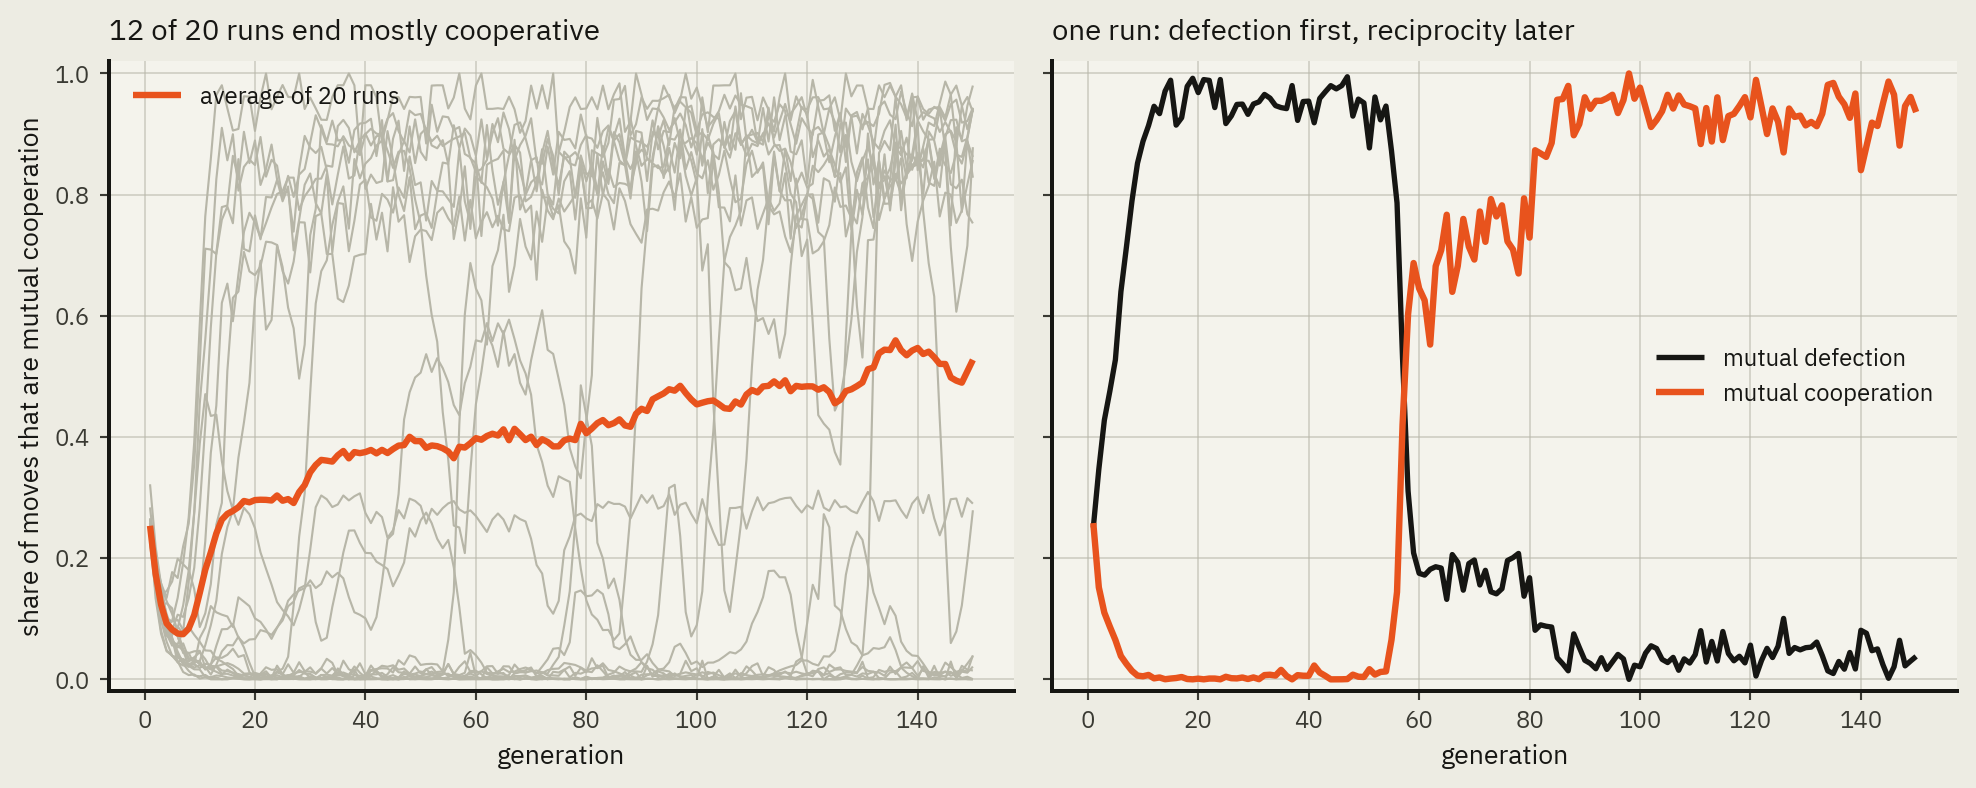 12 of 20 runs end mostly cooperative
share of moves that are mutual cooperation
1.0
0.8
0.6
0.4
0.2
0.0
average of 20 runs
0 20 40 60 80 100 120 140
generation
one run: defection first, reciprocity later
mutual defection
mutual cooperation
0 20 40 60 80 100 120 140
generation